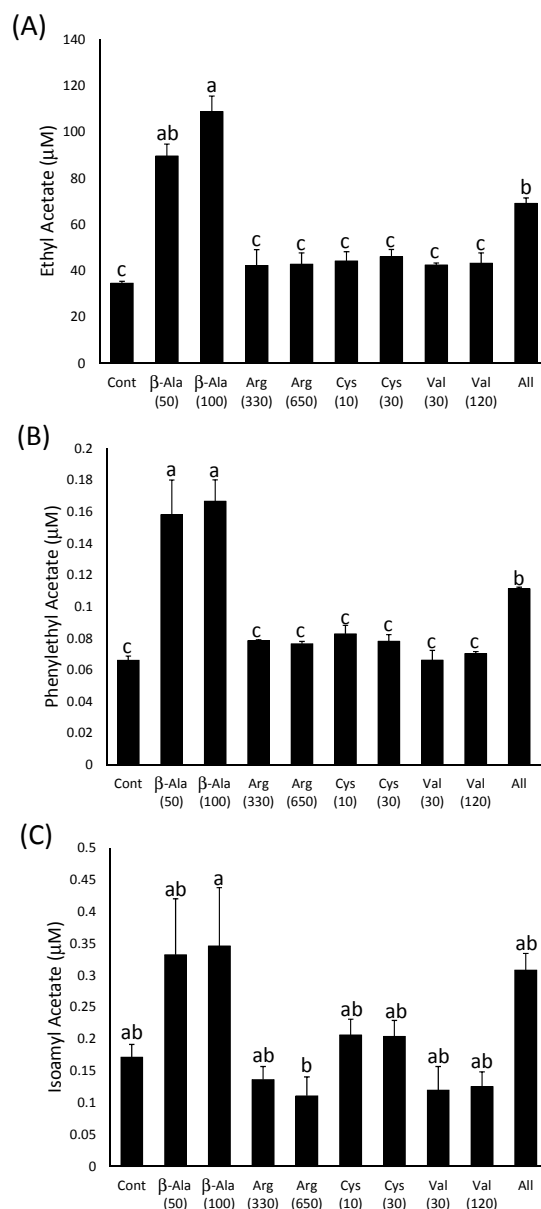 (A)
Ethyl Acetate (μM)
140
120
100
80
60
40
20
0
c
ab
a
c
c
c
c
c
c
b
Cont β-Ala β-Ala Arg Arg Cys Cys Val Val All
(50) (100) (330) (650) (10) (30) (30) (120)
(B)
Phenylethyl Acetate (μM)
0.2
0.18
0.16
0.14
0.12
0.1
0.08
0.06
0.04
0.02
0
c
a
a
c
c
c
c
c
c
b
Cont β-Ala β-Ala Arg Arg Cys Cys Val Val All
(50) (100) (330) (650) (10) (30) (30) (120)
(C)
Isoamyl Acetate (μM)
0.5
0.45
0.4
0.35
0.3
0.25
0.2
0.15
0.1
0.05
0
ab
ab
a
ab
b
ab
ab
ab
ab
ab
Cont β-Ala β-Ala Arg Arg Cys Cys Val Val All
(50) (100) (330) (650) (10) (30) (30) (120)